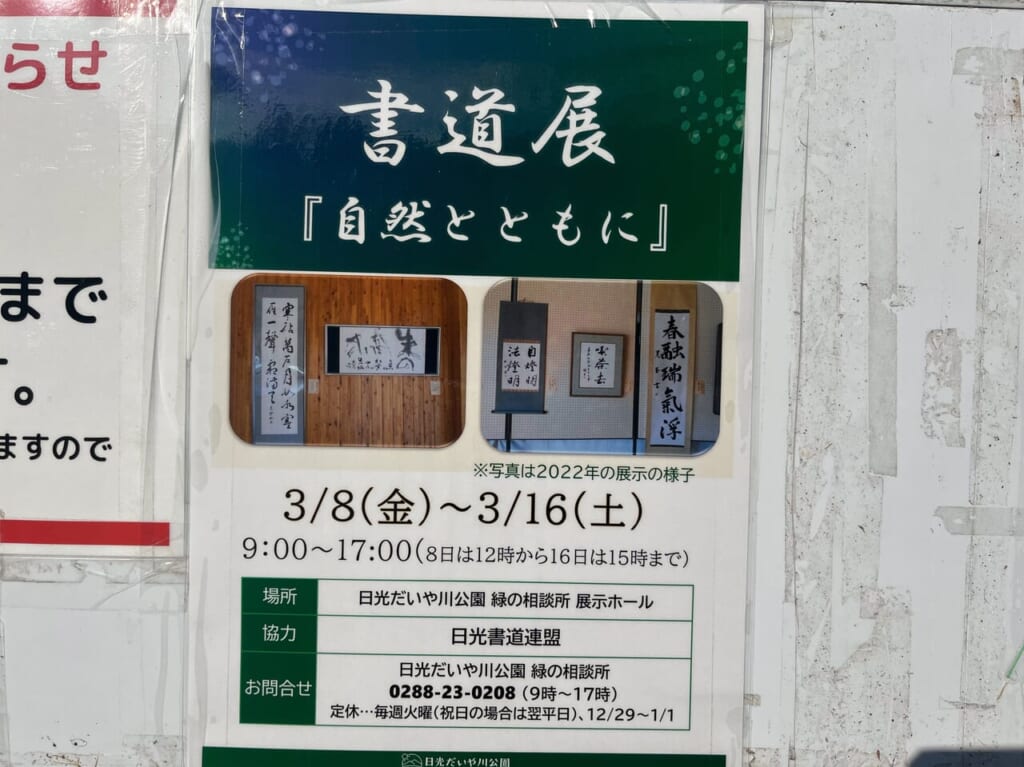 らせ
まで
。
ますので
書道展
『自然とともに』
自燈明
法燈明
春融瑞氣浮
※写真は2022年の展示の様子
3/8(金)～3/16(土)
9:00～17:00(8日は12時から16日は15時まで)
場所 日光だいや川公園 緑の相談所 展示ホール
協力 日光書道連盟
お問合せ 日光だいや川公園 緑の相談所
0288-23-0208(9時～17時)
定休…毎週火曜(祝日の場合は翌平日)、12/29～1/1
日光だいや川公園